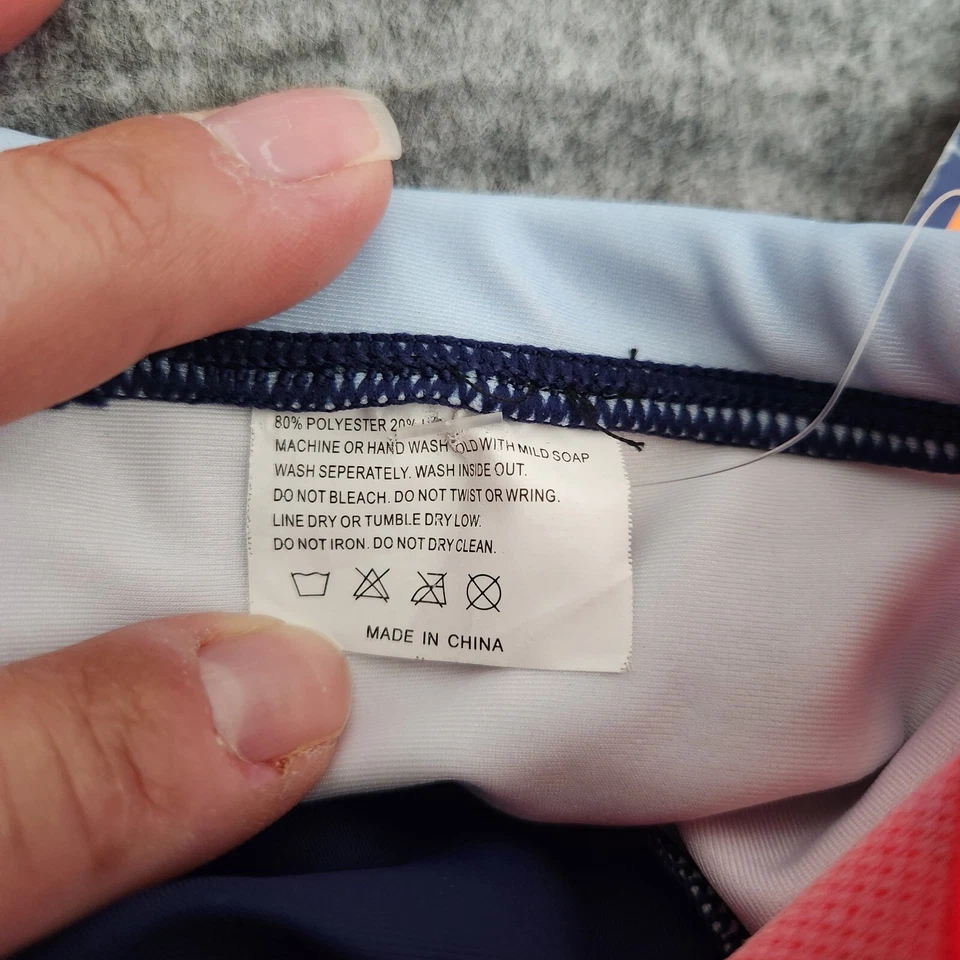 80% POLYESTER 20%
MACHINE OR HAND WASH COLD WITH MILD SOAP
WASH SEPERATELY. WASH INSIDE OUT.
DO NOT BLEACH. DO NOT TWIST OR WRING.
LINE DRY OR TUMBLE DRY LOW.
DO NOT IRON. DO NOT DRY CLEAN.
MADE IN CHINA